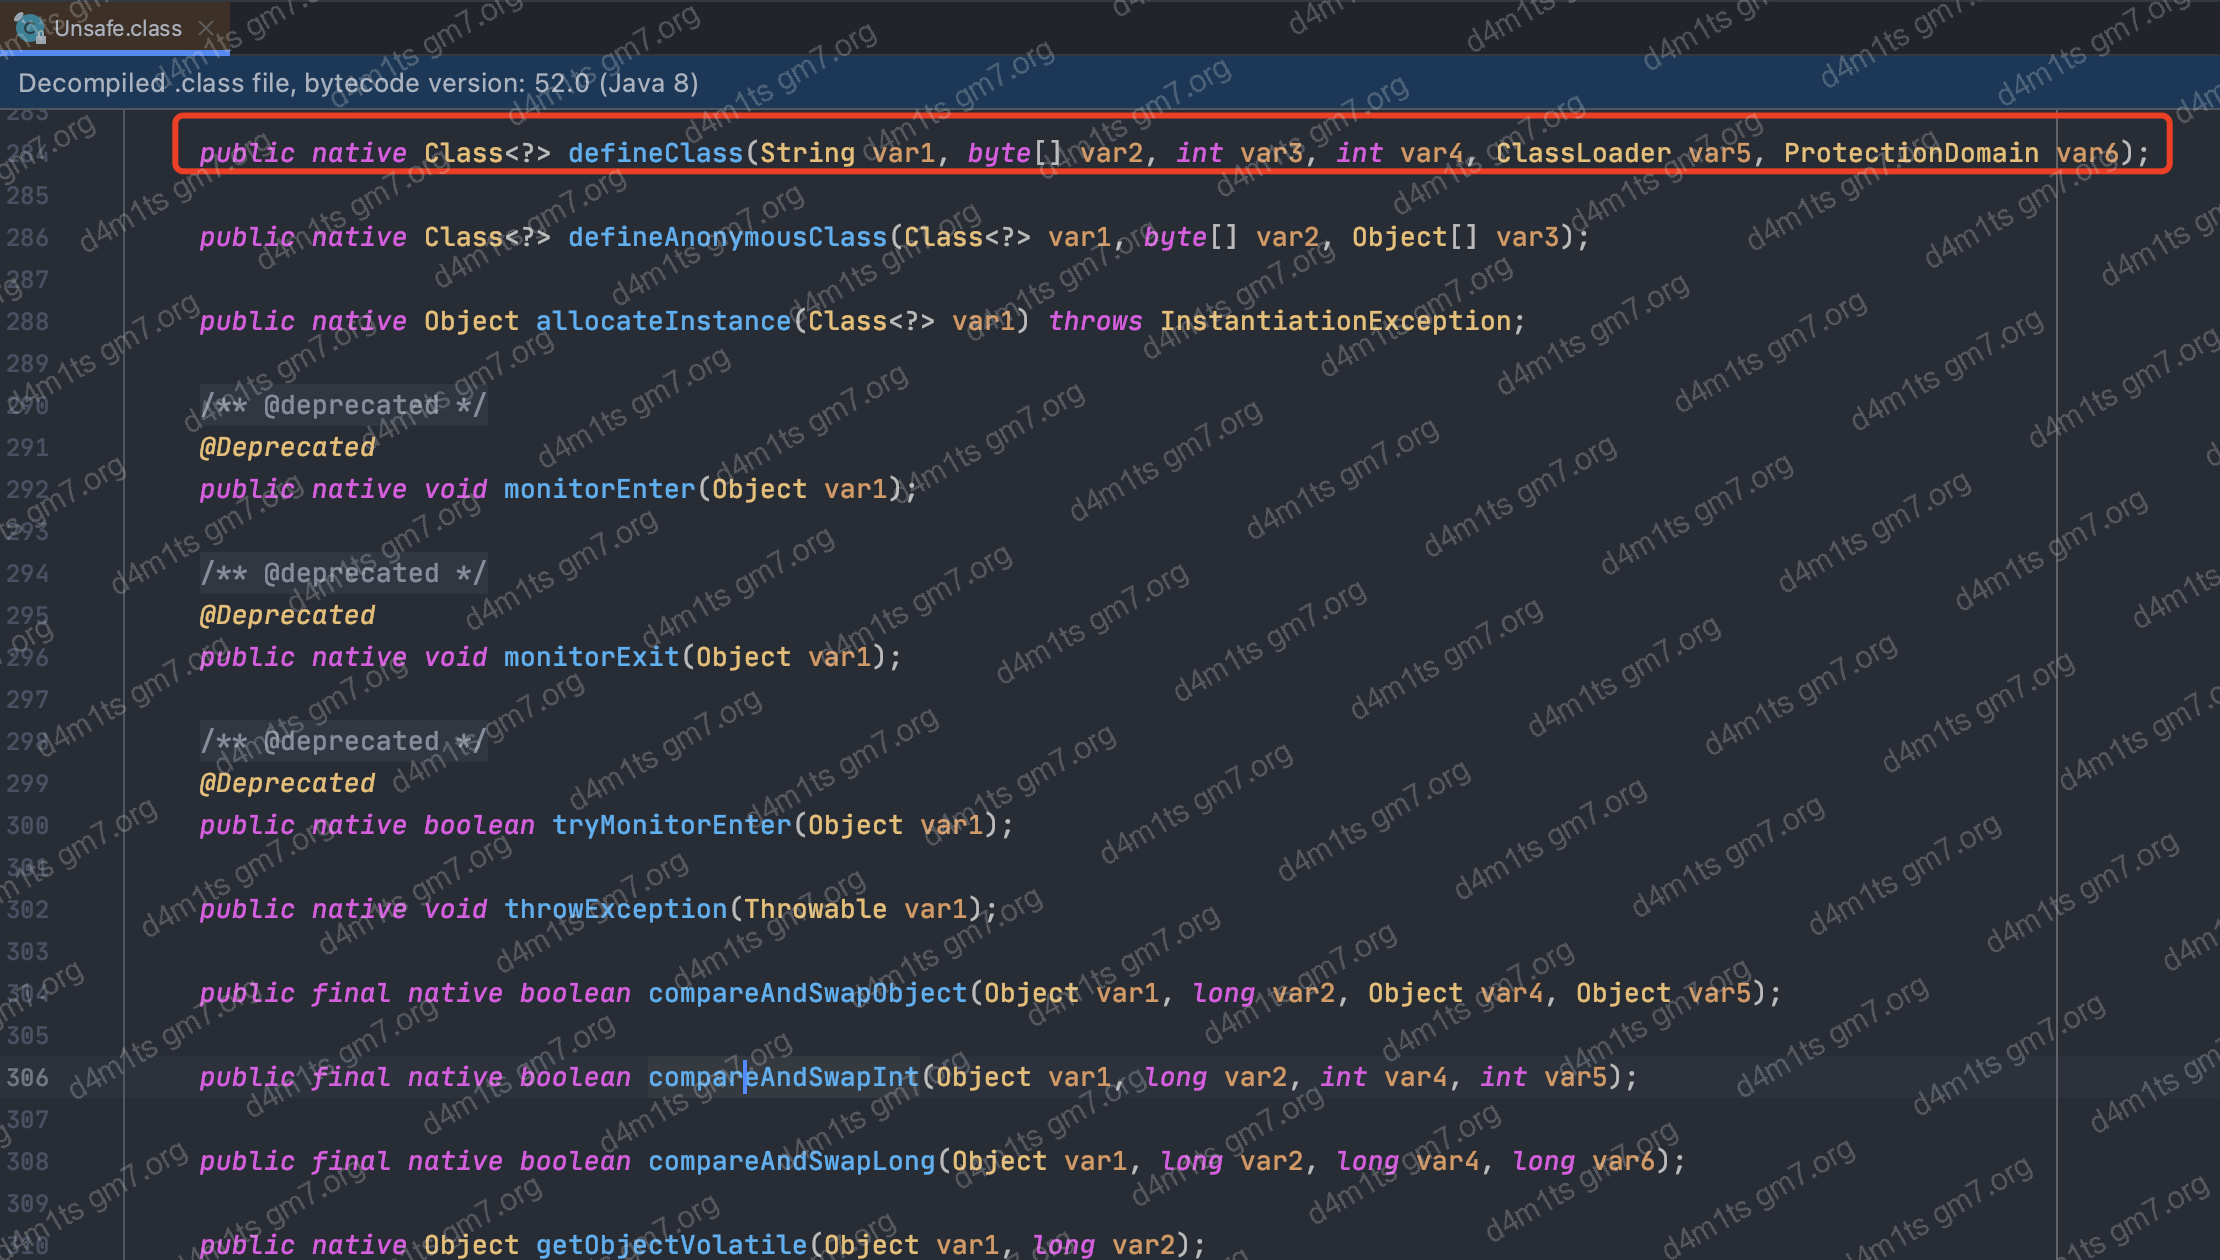 Unsafe.class
Decompiled .class file, bytecode version: 52.0 (Java 8)
283
284 public native Class<?> defineClass(String var1, byte[] var2, int var3, int var4, ClassLoader var5, ProtectionDomain var6);
285
286 public native Class<?> defineAnonymousClass(Class<?> var1, byte[] var2, Object[] var3);
287
288 public native Object allocateInstance(Class<?> var1) throws InstantiationException;
289
290 /** @deprecated */
291 @Deprecated
292 public native void monitorEnter(Object var1);
293
294 /** @deprecated */
295 @Deprecated
296 public native void monitorExit(Object var1);
297
298 /** @deprecated */
299 @Deprecated
300 public native boolean tryMonitorEnter(Object var1);
301
302 public native void throwException(Throwable var1);
303
304 public final native boolean compareAndSwapObject(Object var1, long var2, Object var4, Object var5);
305
306 public final native boolean compareAndSwapInt(Object var1, long var2, int var4, int var5);
307
308 public final native boolean compareAndSwapLong(Object var1, long var2, long var4, long var6);
309
310 public native Object getObjectVolatile(Object var1, long var2);
d4m1ts gm7.org